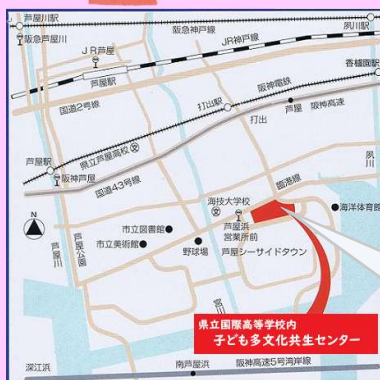 芦屋川駅
阪急芦屋川
阪急神戸線
夙川駅
JR芦屋
JR神戸線
芦屋駅
香櫨園駅
国道2号線
阪神電鉄
打出駅
芦屋
阪神高速
打出
県立芦屋高校
芦屋駅
阪神芦屋
国道43号線
夙川
臨港線
海技大学校
海洋体育館
N
市立図書館
市立美術館
野球場
芦屋浜
営業所前
芦屋シーサイドタウン
芦屋川
芦屋公園
宮川
県立国際高等学校内
子ども多文化共生センター
深江浜
南芦屋浜
阪神高速5号湾岸線